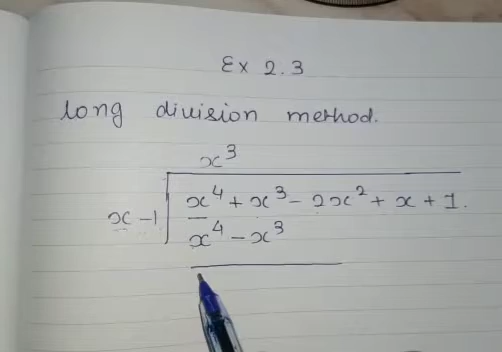 Ex 2.3
long division method.
x³
x-1 x⁴ + x³ - 2x² + x + 1.
x⁴ - x³